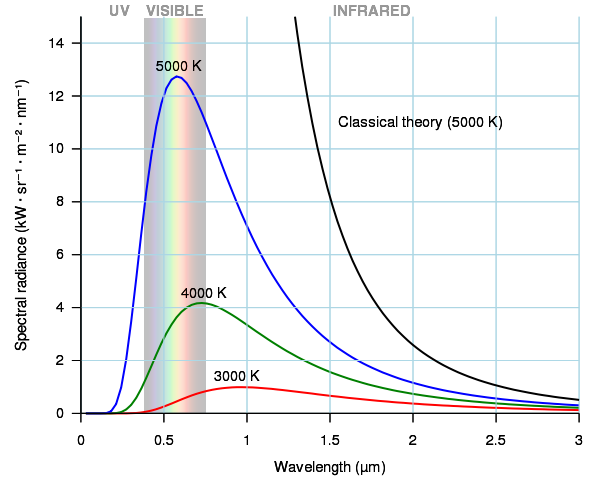 UV VISIBLE INFRARED
14
12
10
8
6
4
2
0
Spectral radiance (kW · sr⁻¹ · m⁻² · nm⁻¹)
5000 K
Classical theory (5000 K)
4000 K
3000 K
0 0.5 1 1.5 2 2.5 3
Wavelength (μm)